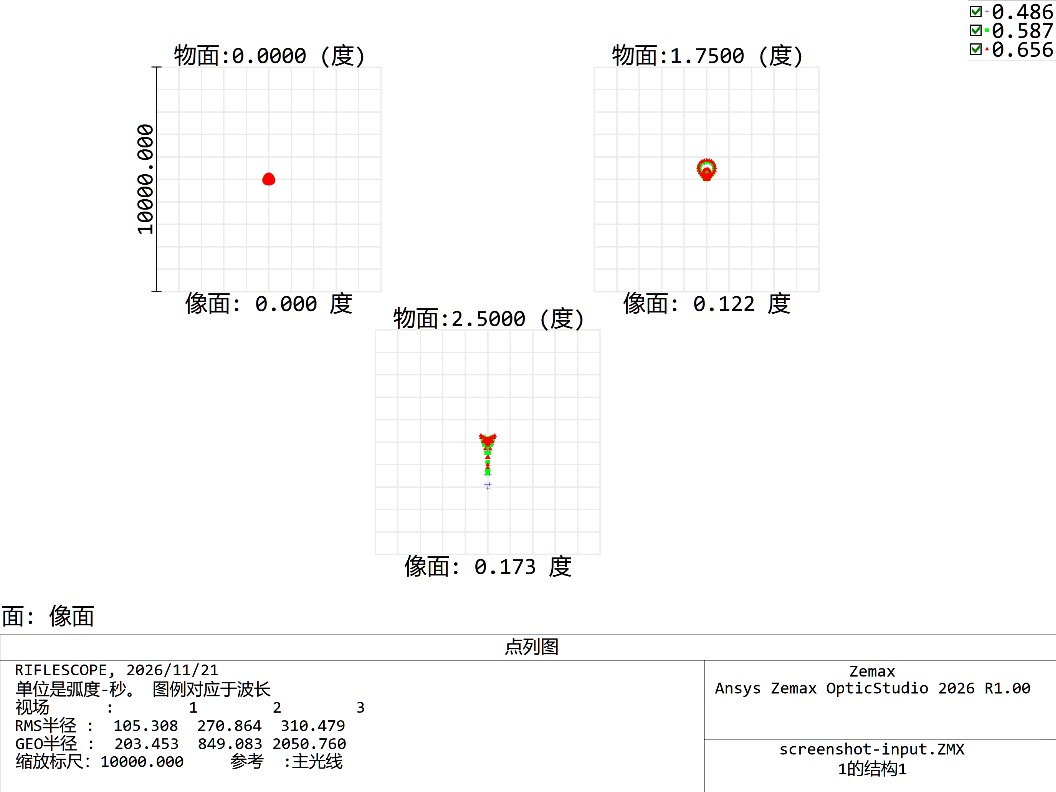 0.486
0.587
0.656
物面:0.0000 (度)
物面:1.7500 (度)
10000.000
像面: 0.000 度
像面: 0.122 度
物面:2.5000 (度)
像面: 0.173 度
面: 像面
点列图
RIFLESCOPE, 2026/11/21
单位是弧度-秒。 图例对应于波长
视场 : 1 2 3
RMS半径 : 105.308 270.864 310.479
GEO半径 : 203.453 849.083 2050.760
缩放标尺: 10000.000 参考 :主光线
Zemax
Ansys Zemax OpticStudio 2026 R1.00
screenshot-input.ZMX
1的结构1